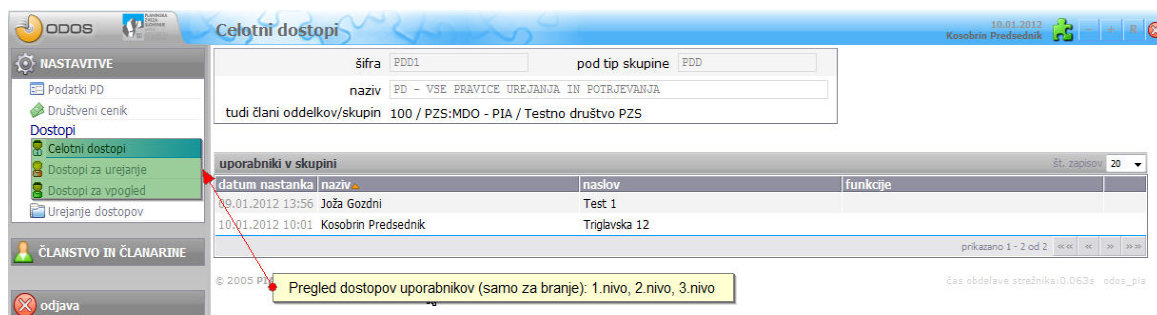 ODOS
PLANINSKA
ZVEZA
SLOVENIJE
Celotni dostopi
10.01.2012
Kosobrin Predsednik
- + R
NASTAVITVE
Podatki PD
Društveni cenik
Dostopi
Celotni dostopi
Dostopi za urejanje
Dostopi za vpogled
Urejanje dostopov
ČLANSTVO IN ČLANARINE
odjava
šifra PDD1 pod tip skupine PDD
naziv PD - VSE PRAVICE UREJANJA IN POTRJEVANJA
tudi člani oddelkov/skupin 100 / PZS:MDO - PIA / Testno društvo PZS
uporabniki v skupini št. zapisov 20
datum nastanka naziv naslov funkcije
09.01.2012 13:56 Joža Gozdni Test 1
10.01.2012 10:01 Kosobrin Predsednik Triglavska 12
prikazano 1 - 2 od 2 «« « » »»
© 2005 čas obdelave strežnika:0.063s odos_pia
Pregled dostopov uporabnikov (samo za branje): 1.nivo, 2.nivo, 3.nivo